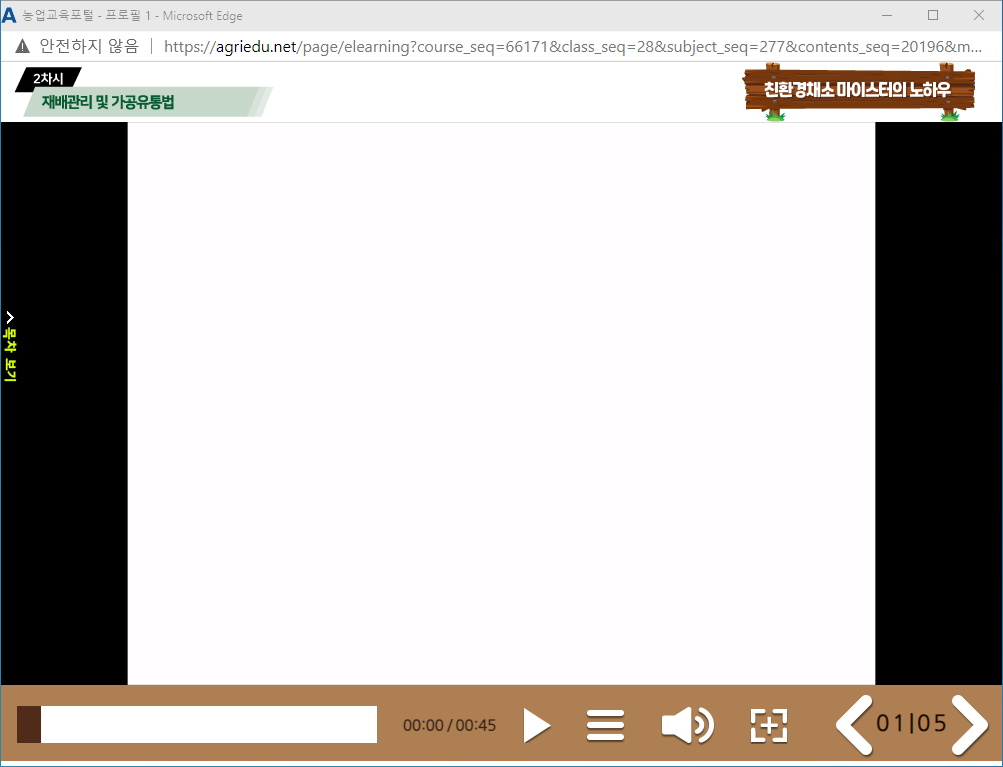 농업교육포털 - 프로필 1 - Microsoft Edge
안전하지 않음 | https://agriedu.net/page/elearning?course_seq=66171&class_seq=28&subject_seq=277&contents_seq=20196&m...
2차시
재배관리 및 가공유통법
친환경채소 마이스터의 노하우
목차 보기
00:00 / 00:45
01|05